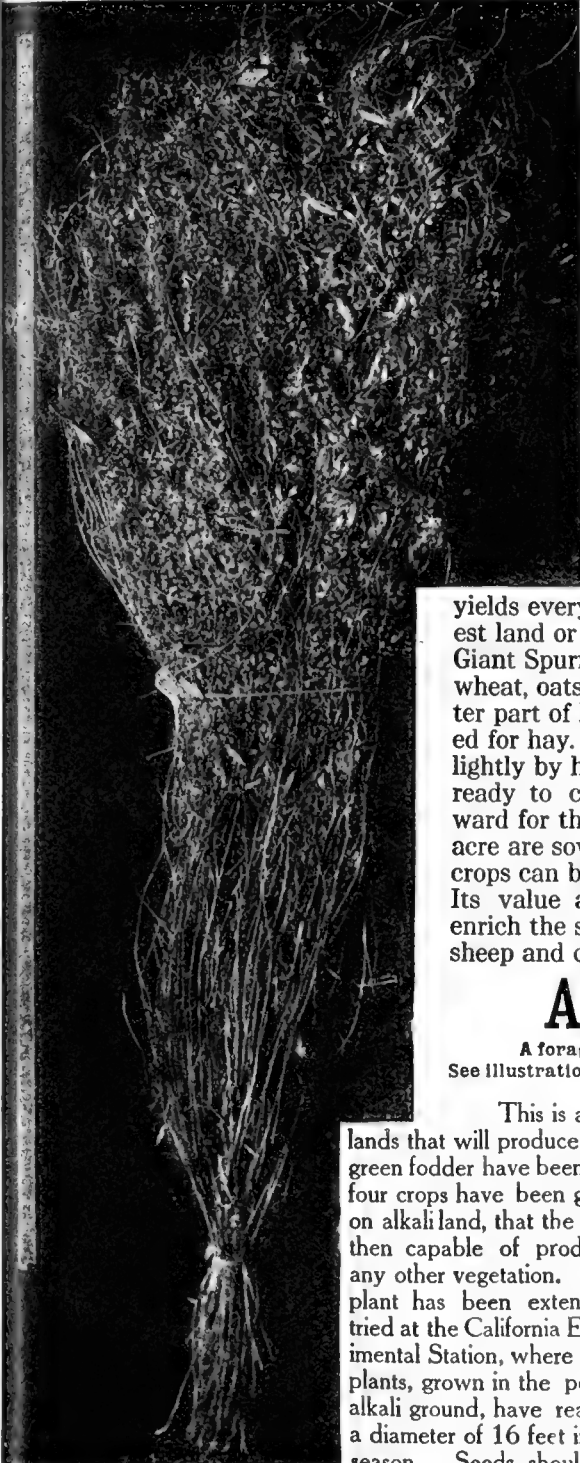 yields every
est land or
Giant Spurr
wheat, oats
ter part of
ed for hay.
lightly by h
ready to c
ward for th
acre are sov
crops can b
Its value a
enrich the s
sheep and c
A
A fora
See illustratio
This is a
lands that will produce
green fodder have been
four crops have been g
on alkali land, that the
then capable of prod
any other vegetation.
plant has been exten
tried at the California E
imental Station, where
plants, grown in the p
alkali ground, have rea
a diameter of 16 feet i
season. Seeds shoul